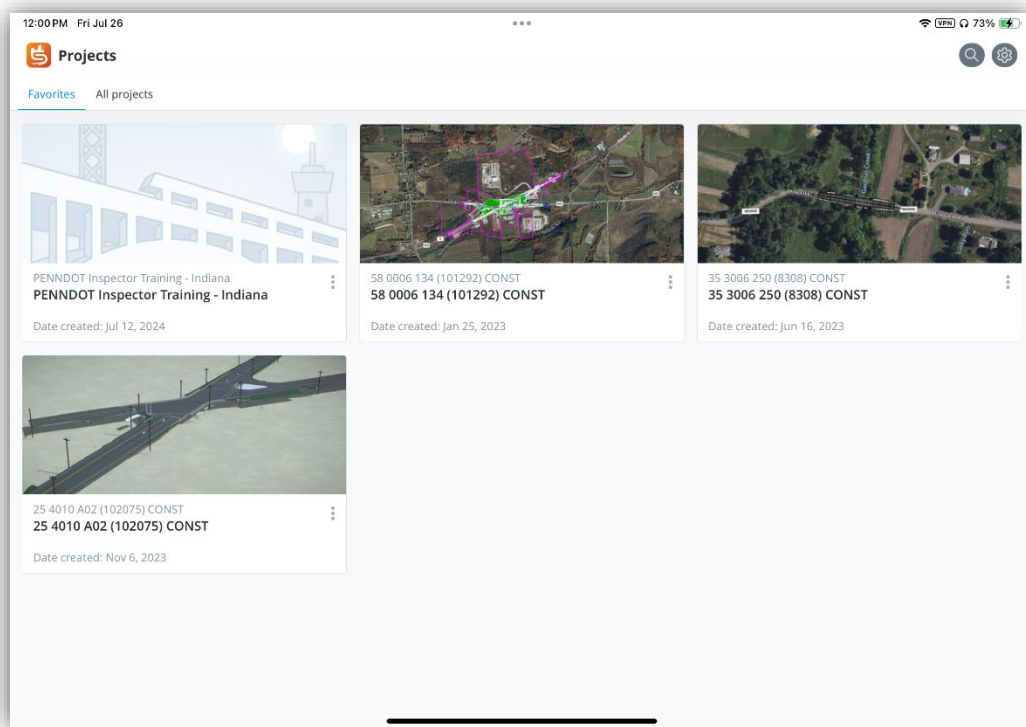 12:00 PM Fri Jul 26
VPN 73%
Projects
Favorites All projects
PENNDOT Inspector Training - Indiana
PENNDOT Inspector Training - Indiana
Date created: Jul 12, 2024
58 0006 134 (101292) CONST
58 0006 134 (101292) CONST
Date created: Jan 25, 2023
35 3006 250 (8308) CONST
35 3006 250 (8308) CONST
Date created: Jun 16, 2023
25 4010 A02 (102075) CONST
25 4010 A02 (102075) CONST
Date created: Nov 6, 2023